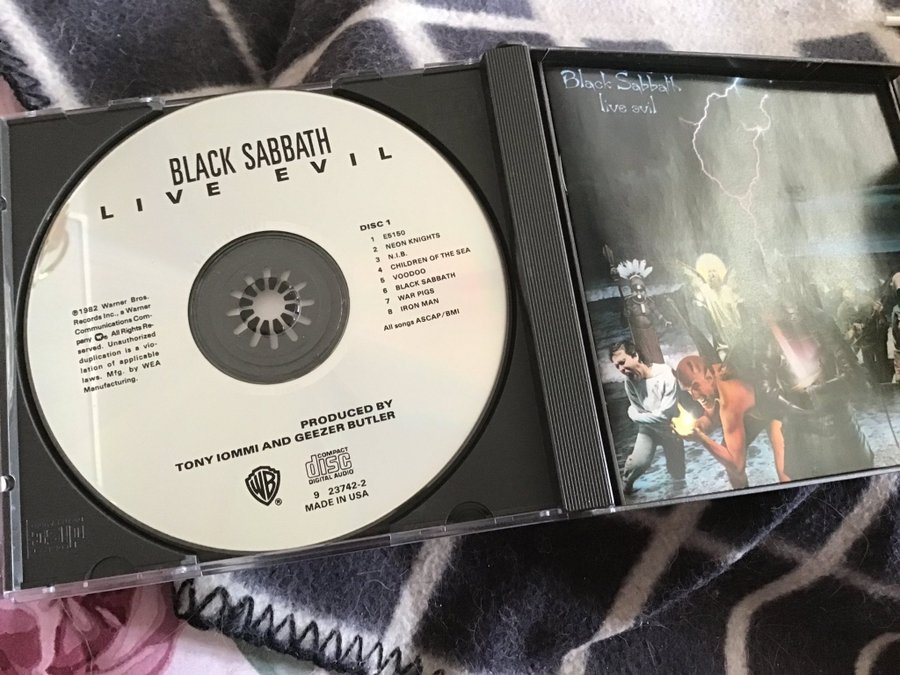 BLACK SABBATH
LIVE EVIL
DISC 1
1 E5150
2 NEON KNIGHTS
3 N.I.B.
4 CHILDREN OF THE SEA
5 VOODOO
6 BLACK SABBATH
7 WAR PIGS
8 IRON MAN
All songs ASCAP/BMI
℗1982 Warner Bros.
Records Inc., a Warner
Communications Com-
pany W®. All Rights Re-
served. Unauthorized
duplication is a vio-
lation of applicable
laws. Mfg. by WEA
Manufacturing.
PRODUCED BY
TONY IOMMI AND GEEZER BUTLER
WB®
COMPACT
disc
DIGITAL AUDIO
9 23742-2
MADE IN USA
Black Sabbath
live evil